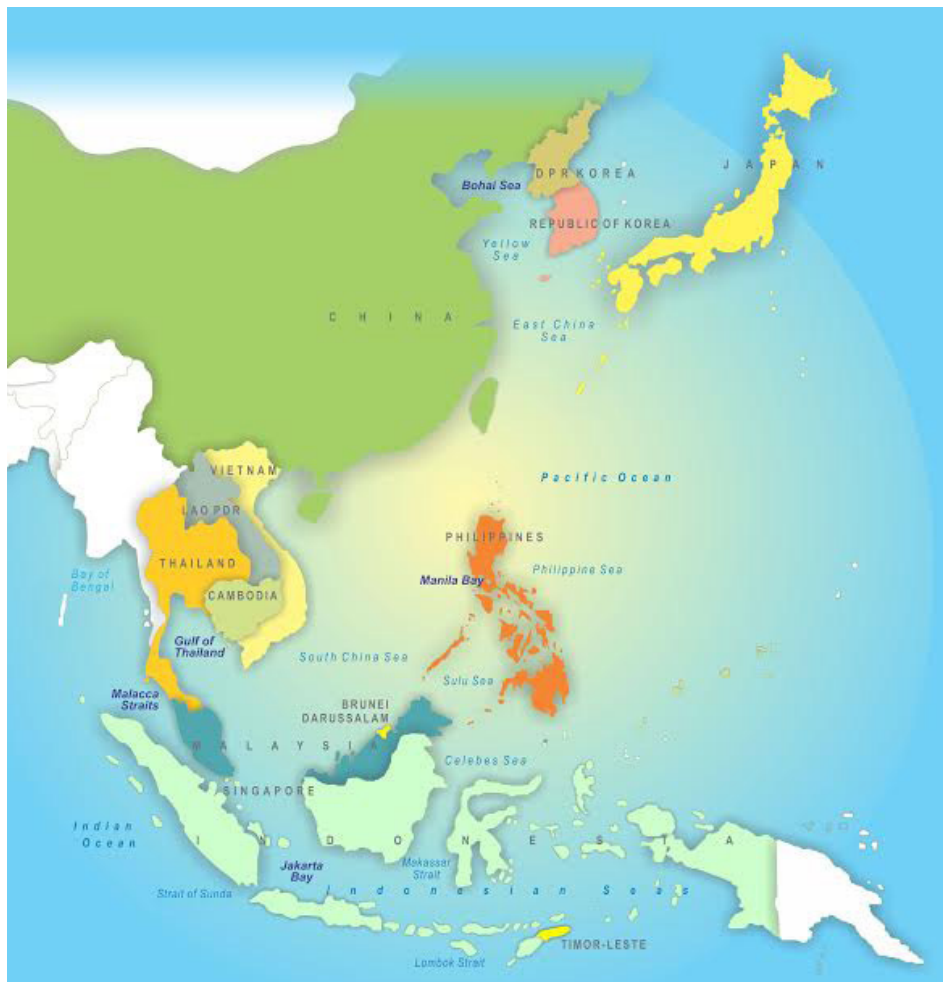 JAPAN
DPR KOREA
Bohai Sea
REPUBLIC OF KOREA
Yellow
Sea
CHINA
East China
Sea
VIETNAM
Pacific Ocean
LAO PDR
PHILIPPINES
THAILAND
Philippine Sea
Bay of
Bengal
Manila Bay
CAMBODIA
Gulf of
Thailand
South China Sea
Sulu Sea
Malacca
Straits
BRUNEI
DARUSSALAM
MALAYSIA
Celebes Sea
SINGAPORE
Indian
Ocean
INDONESIA
Jakarta
Bay
Makassar
Strait
Strait of Sunda
Indonesian Seas
TIMOR-LESTE
Lombok Strait